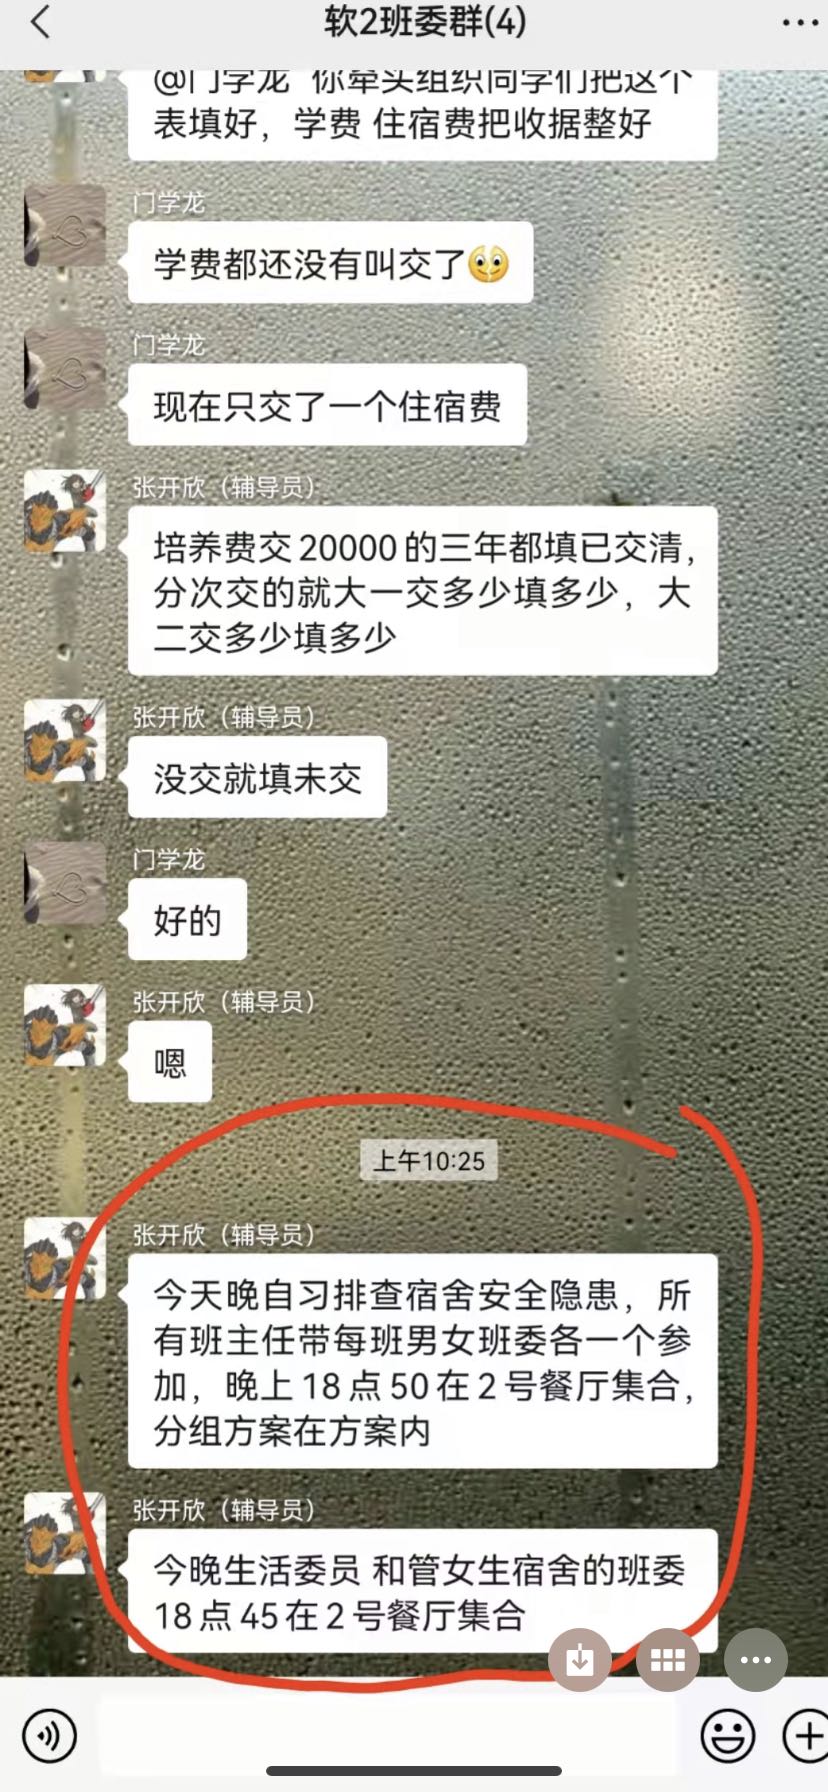 软2班委群(4)
@门学龙 你牵头组织同学们把这个
表填好，学费 住宿费把收据整好
门学龙
学费都还没有叫交了
门学龙
现在只交了一个住宿费
张开欣（辅导员）
培养费交20000的三年都填已交清，
分次交的就大一交多少填多少，大
二交多少填多少
张开欣（辅导员）
没交就填未交
门学龙
好的
张开欣（辅导员）
嗯
上午10:25
张开欣（辅导员）
今天晚自习排查宿舍安全隐患，所
有班主任带每班男女班委各一个参
加，晚上18点50在2号餐厅集合，
分组方案在方案内
张开欣（辅导员）
今晚生活委员 和管女生宿舍的班委
18点45在2号餐厅集合